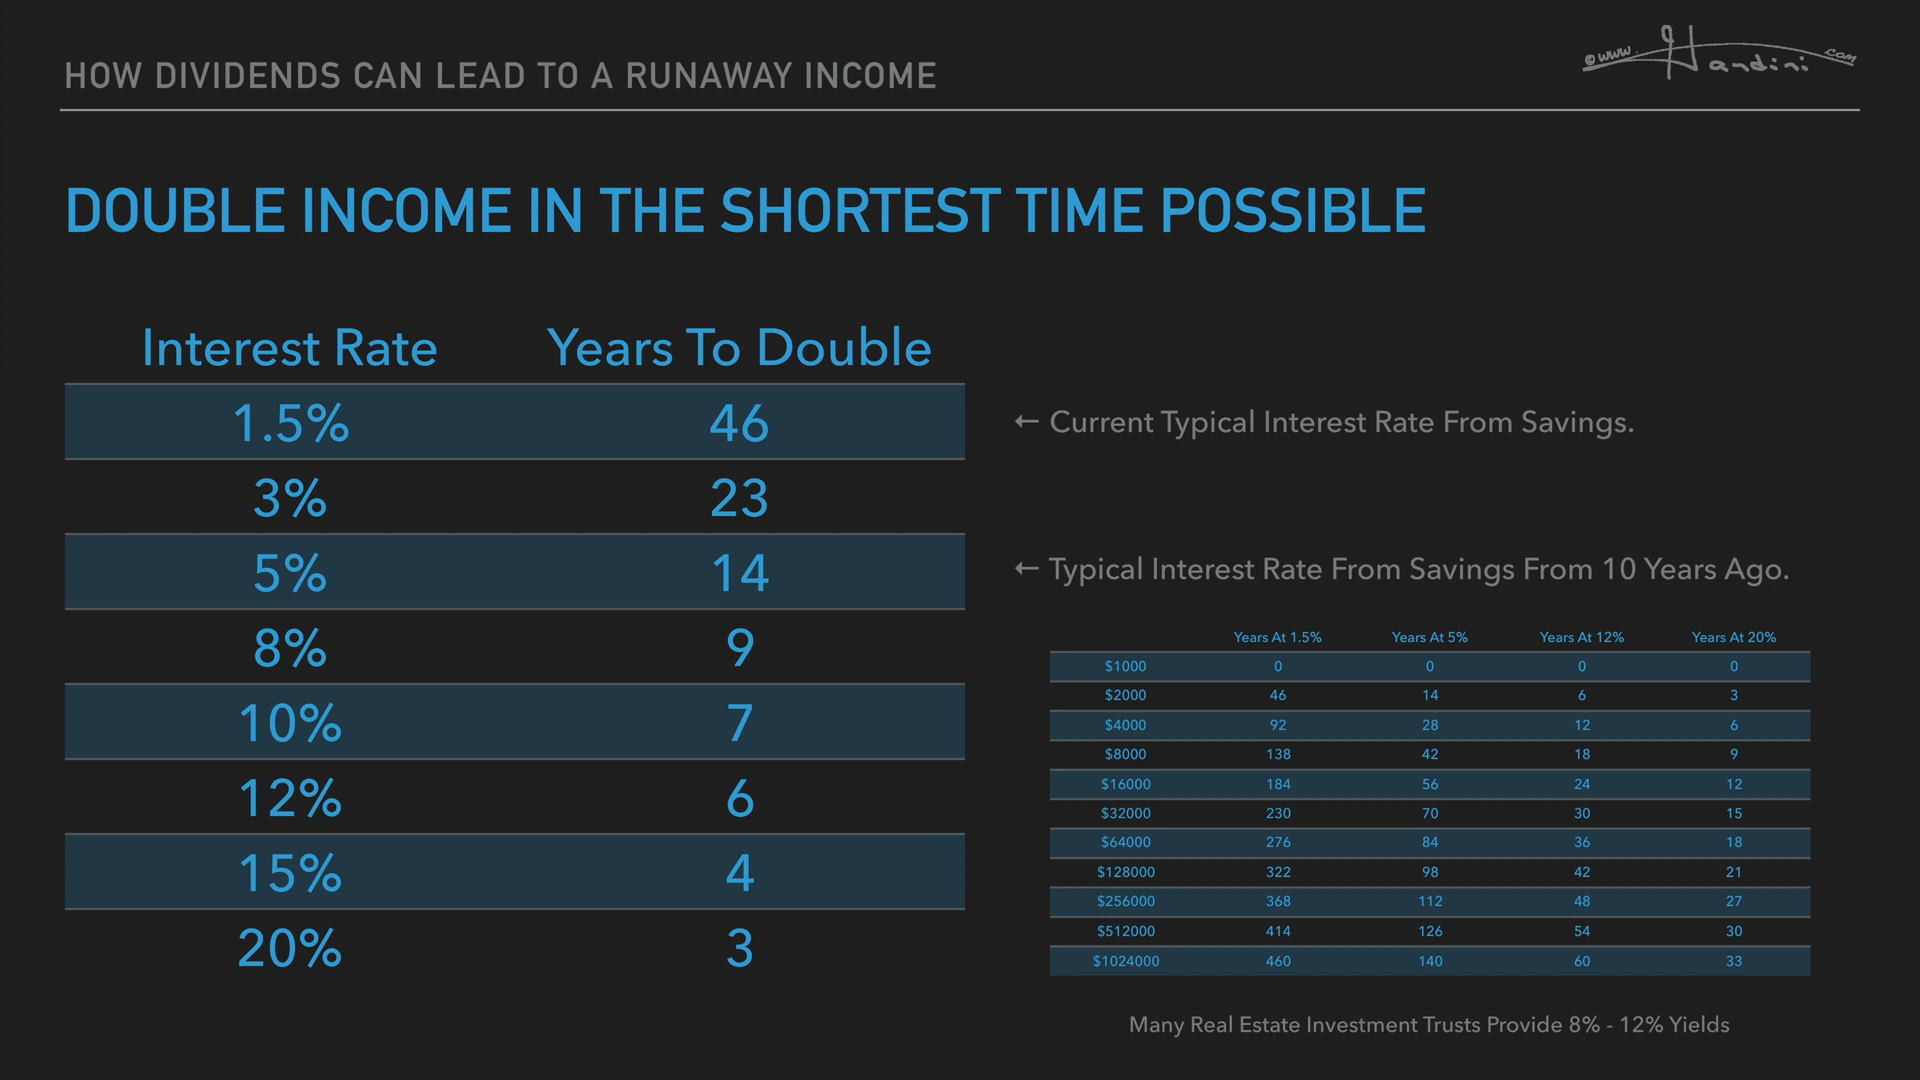 HOW DIVIDENDS CAN LEAD TO A RUNAWAY INCOME
©www.Handini.com
DOUBLE INCOME IN THE SHORTEST TIME POSSIBLE
Interest Rate Years To Double
1.5% 46
3% 23
5% 14
8% 9
10% 7
12% 6
15% 4
20% 3
← Current Typical Interest Rate From Savings.
← Typical Interest Rate From Savings From 10 Years Ago.
Years At 1.5% Years At 5% Years At 12% Years At 20%
$1000 0 0 0 0
$2000 46 14 6 3
$4000 92 28 12 6
$8000 138 42 18 9
$16000 184 56 24 12
$32000 230 70 30 15
$64000 276 84 36 18
$128000 322 98 42 21
$256000 368 112 48 27
$512000 414 126 54 30
$1024000 460 140 60 33
Many Real Estate Investment Trusts Provide 8% - 12% Yields